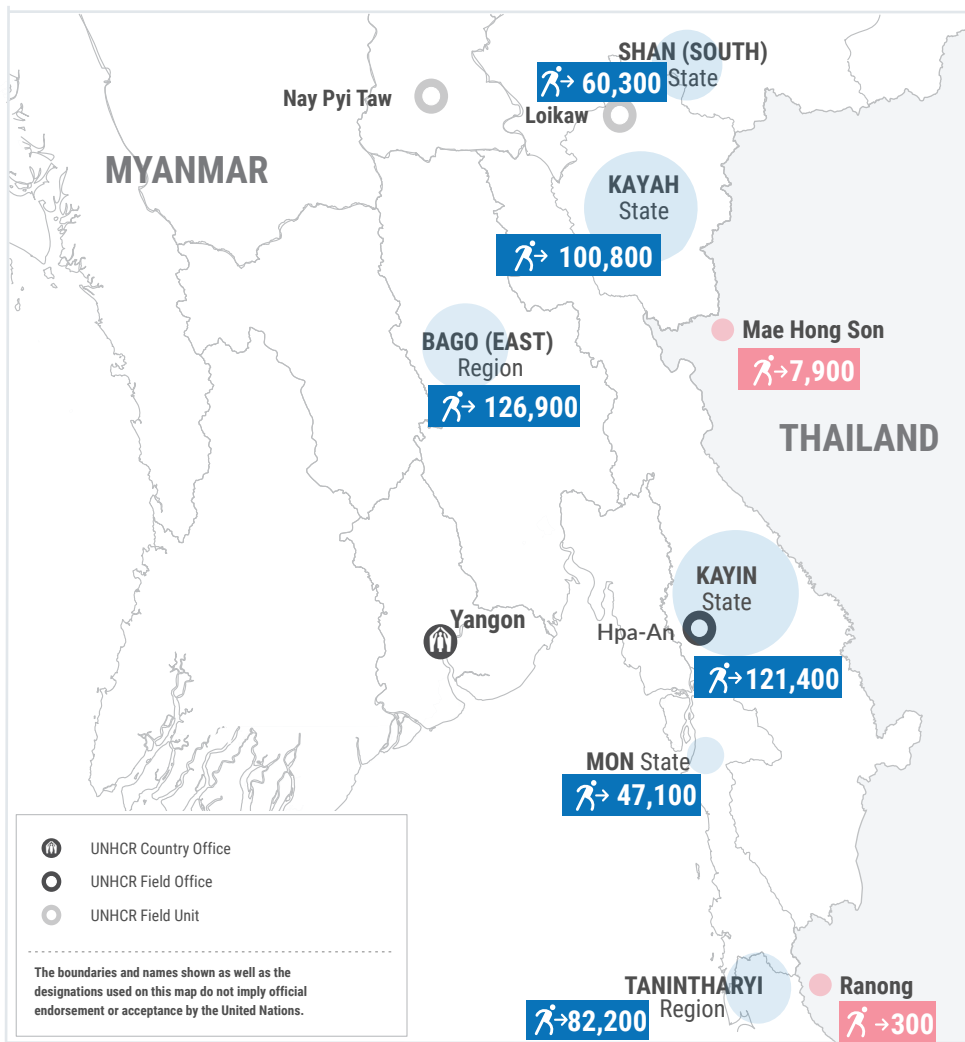 SHAN (SOUTH)
State
60,300
Nay Pyi Taw
Loikaw
MYANMAR
KAYAH
State
100,800
Mae Hong Son
7,900
BAGO (EAST)
Region
126,900
THAILAND
KAYIN
State
Yangon
Hpa-An
121,400
MON State
47,100
UNHCR Country Office
UNHCR Field Office
UNHCR Field Unit
The boundaries and names shown as well as the
designations used on this map do not imply official
endorsement or acceptance by the United Nations.
TANINTHARYI
Region
82,200
Ranong
300